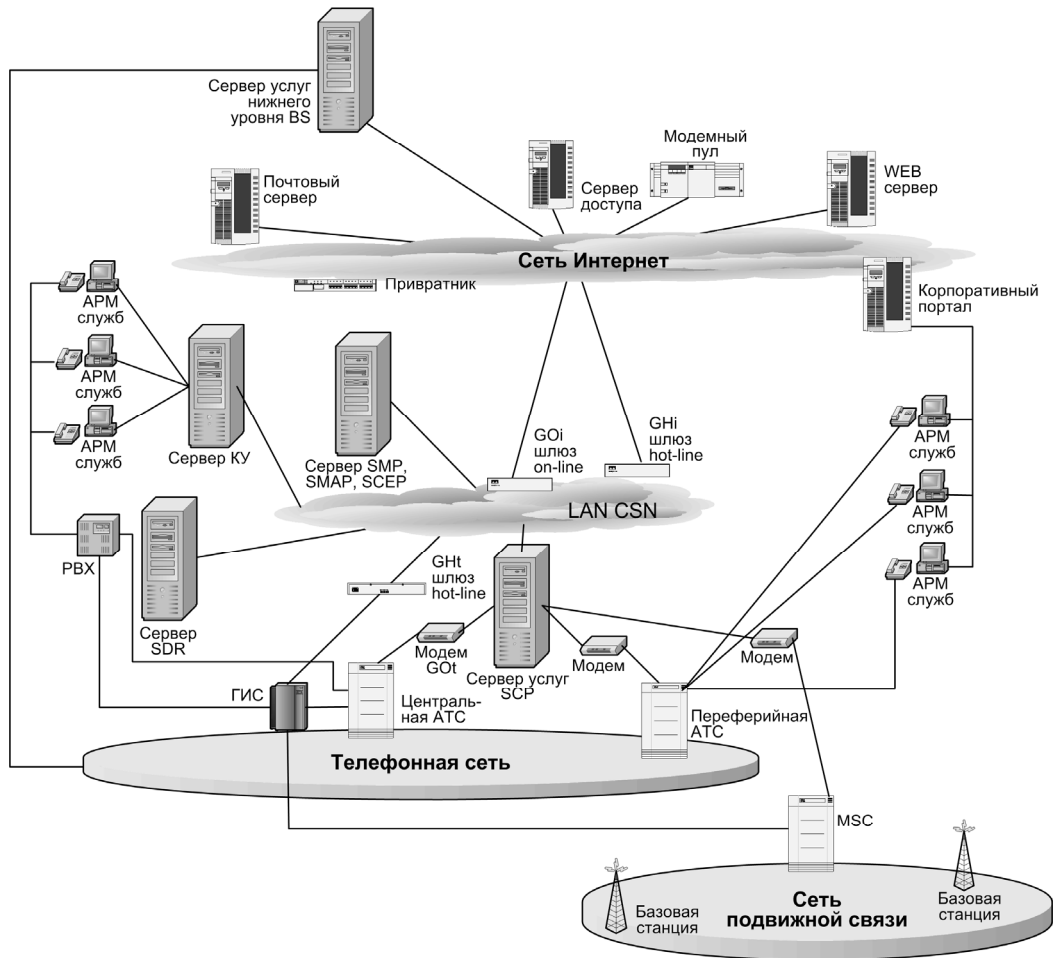 Сервер услуг
нижнего
уровня BS
Почтовый
сервер
Сервер
доступа
Модемный
пул
WEB
сервер
Сеть Интернет
Привратник
Корпоративный
портал
АРМ
служб
АРМ
служб
АРМ
служб
Сервер КУ
Сервер SMP,
SMAP, SCEP
GOi
шлюз
on-line
GHi
шлюз
hot-line
АРМ
служб
АРМ
служб
АРМ
служб
LAN CSN
PBX
Сервер
SDR
GHt
шлюз
hot-line
Модем
GOt
Сервер услуг
SCP
Модем
Модем
ГИС
Централь-
ная АТС
Переферийная
АТС
Телефонная сеть
MSC
Базовая
станция
Сеть
подвижной связи
Базовая
станция